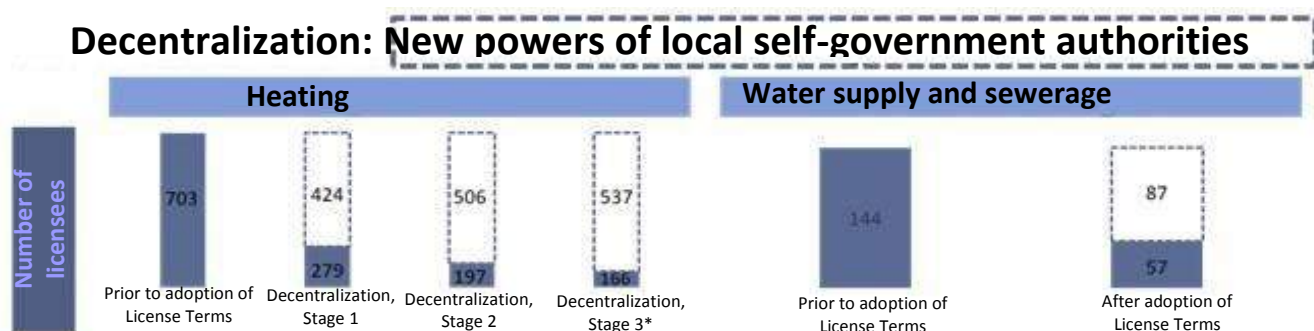 Decentralization: New powers of local self-government authorities
Heating
Water supply and sewerage
Number of
licensees
703
424
279
506
197
537
166
144
87
57
Prior to adoption of
License Terms
Decentralization,
Stage 1
Decentralization,
Stage 2
Decentralization,
Stage 3*
Prior to adoption of
License Terms
After adoption of
License Terms